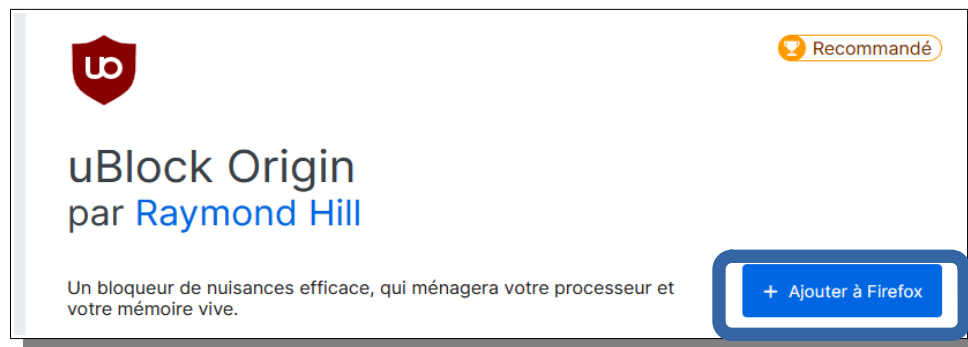 uo
Recommandé
uBlock Origin
par Raymond Hill
Un bloqueur de nuisances efficace, qui ménagera votre processeur et
votre mémoire vive.
+ Ajouter à Firefox